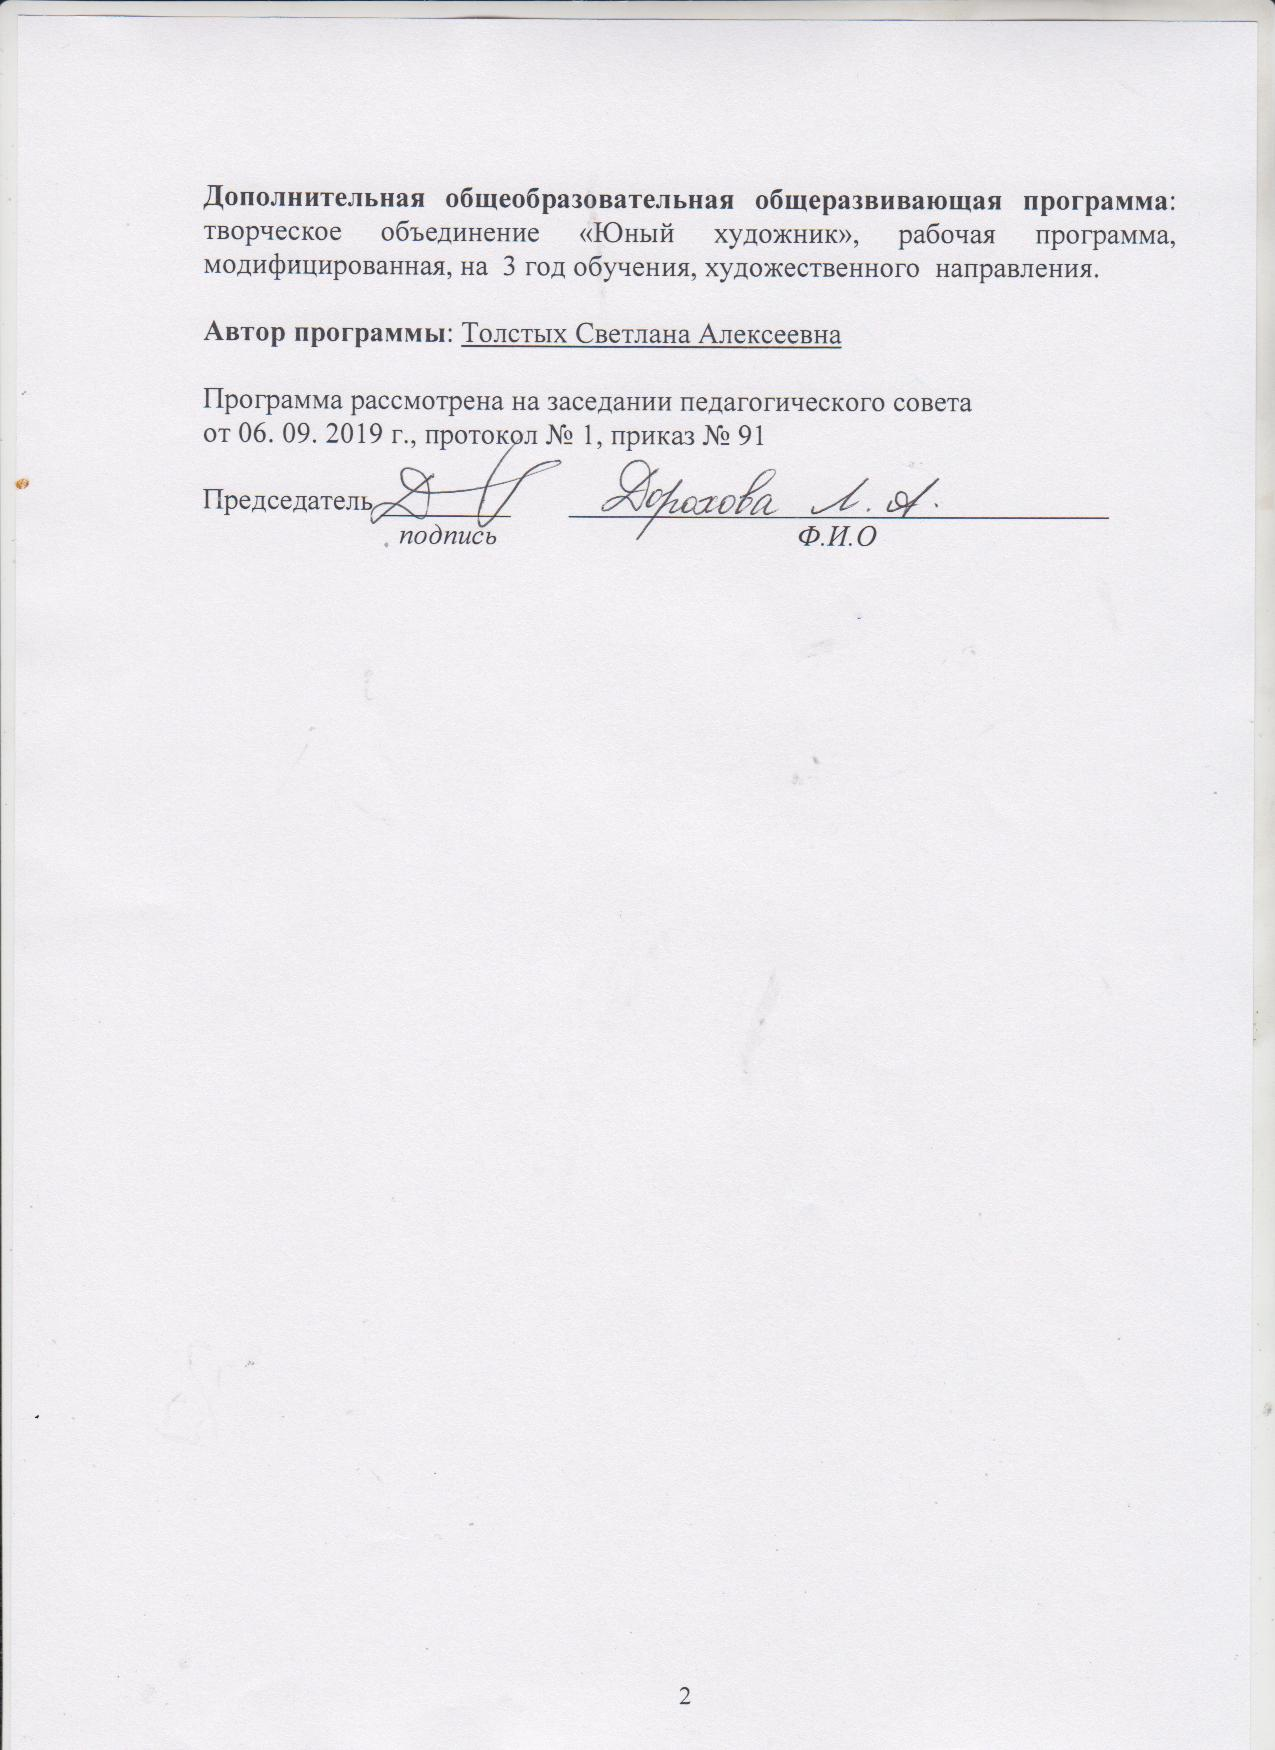 Дополнительная общеобразовательная общеразвивающая программа:
творческое объединение «Юный художник», рабочая программа,
модифицированная, на 3 год обучения, художественного направления.
Автор программы: Толстых Светлана Алексеевна
Программа рассмотрена на заседании педагогического совета
от 06. 09. 2019 г., протокол № 1, приказ № 91
Председатель Дорохова Л. А.
подпись Ф.И.О
2